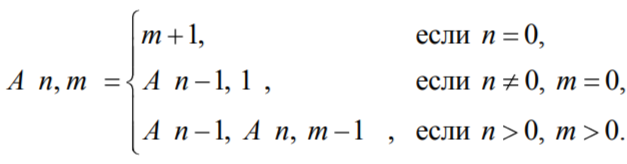 m + 1, если n = 0,
A n, m = A n − 1, 1 , если n ≠ 0, m = 0,
A n − 1, A n, m − 1 , если n > 0, m > 0.